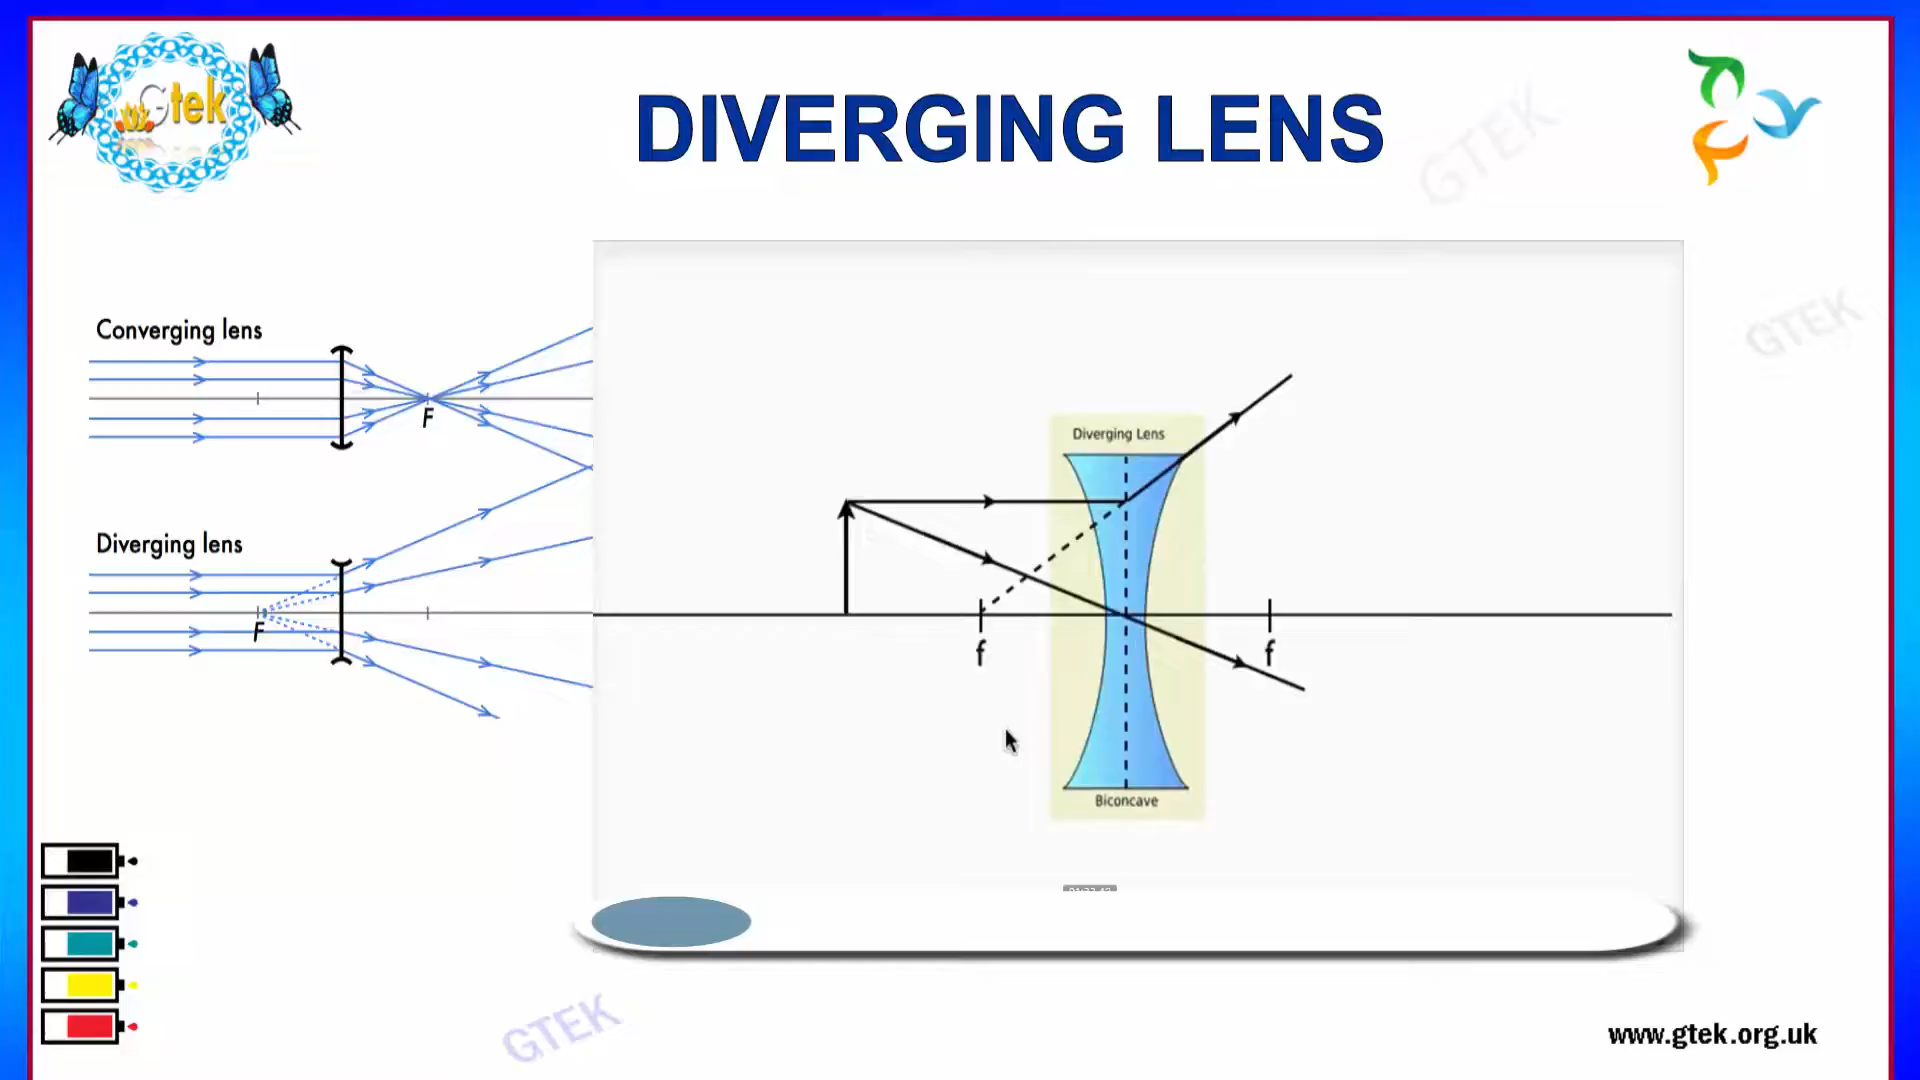 Gtek
DIVERGING LENS
GTEK
GTEK
Converging lens
F
Diverging lens
F
Diverging Lens
f
f
Biconcave
GTEK
www.gtek.org.uk